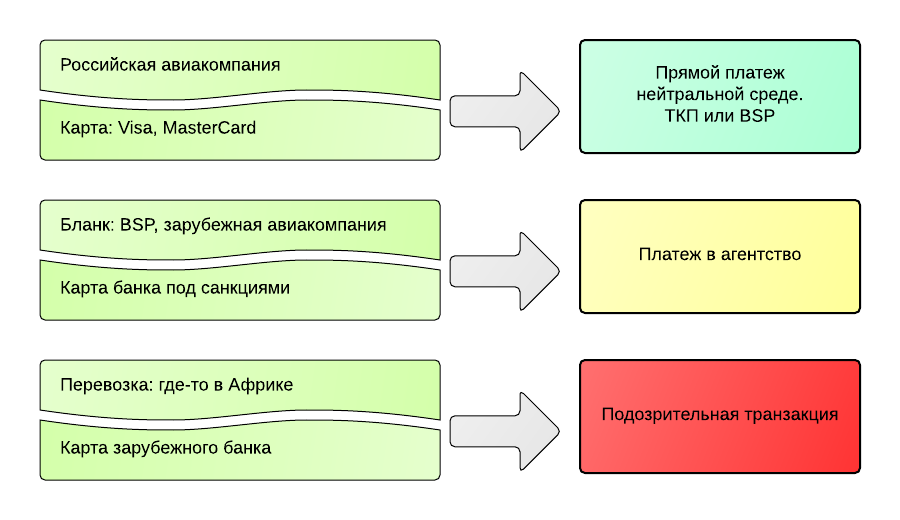 Российская авиакомпания
Карта: Visa, MasterCard
Прямой платеж
нейтральной среде.
ТКП или BSP
Бланк: BSP, зарубежная авиакомпания
Карта банка под санкциями
Платеж в агентство
Перевозка: где-то в Африке
Карта зарубежного банка
Подозрительная транзакция